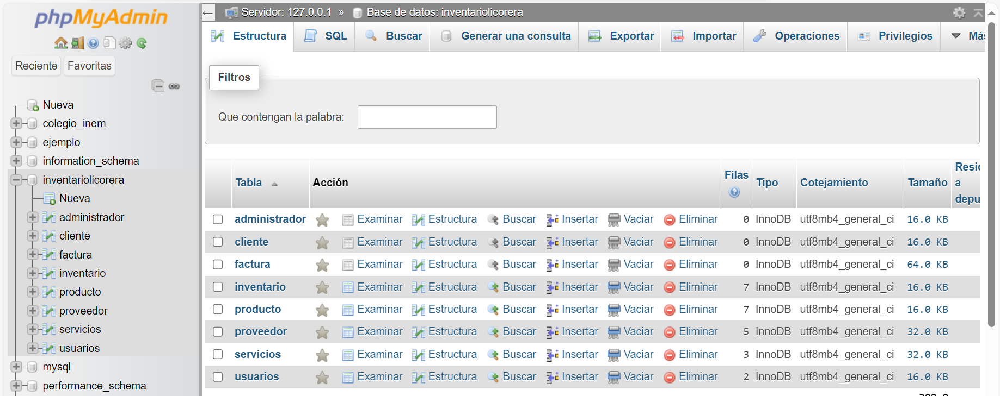 phpMyAdmin
Reciente Favoritas
Nueva
colegio_inem
ejemplo
information_schema
inventariolicorera
Nueva
administrador
cliente
factura
inventario
producto
proveedor
servicios
usuarios
mysql
performance_schema
Servidor: 127.0.0.1 » Base de datos: inventariolicorera
Estructura SQL Buscar Generar una consulta Exportar Importar Operaciones Privilegios
Filtros
Que contengan la palabra:
Tabla Acción Filas Tipo Cotejamiento Tamaño a
administrador Examinar Estructura Buscar Insertar Vaciar Eliminar 0 InnoDB utf8mb4_general_ci 16.0 KB
cliente Examinar Estructura Buscar Insertar Vaciar Eliminar 0 InnoDB utf8mb4_general_ci 16.0 KB
factura Examinar Estructura Buscar Insertar Vaciar Eliminar 0 InnoDB utf8mb4_general_ci 64.0 KB
inventario Examinar Estructura Buscar Insertar Vaciar Eliminar 7 InnoDB utf8mb4_general_ci 16.0 KB
producto Examinar Estructura Buscar Insertar Vaciar Eliminar 7 InnoDB utf8mb4_general_ci 16.0 KB
proveedor Examinar Estructura Buscar Insertar Vaciar Eliminar 5 InnoDB utf8mb4_general_ci 32.0 KB
servicios Examinar Estructura Buscar Insertar Vaciar Eliminar 3 InnoDB utf8mb4_general_ci 32.0 KB
usuarios Examinar Estructura Buscar Insertar Vaciar Eliminar 2 InnoDB utf8mb4_general_ci 16.0 KB